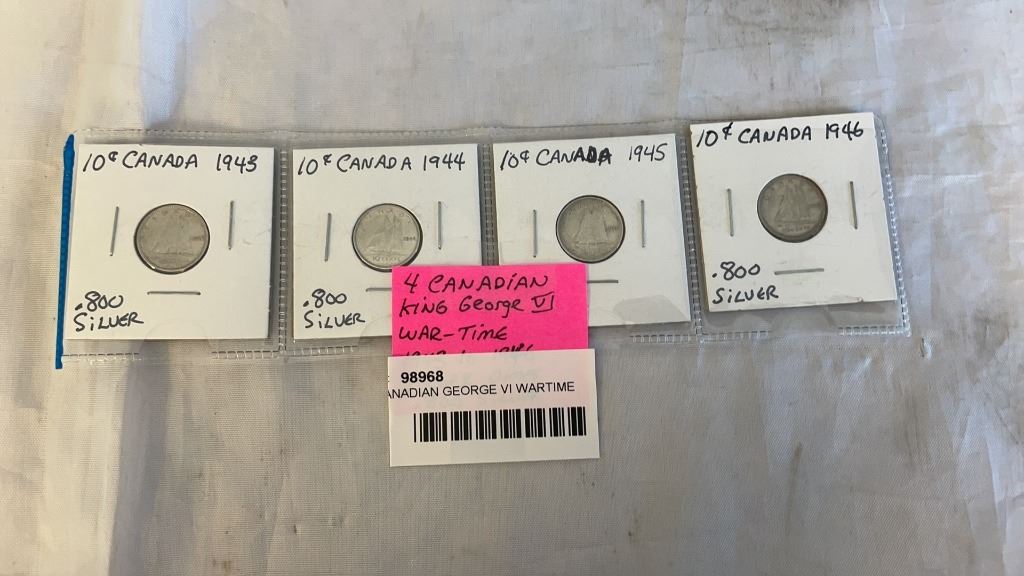 10¢ CANADA 1943
.800
SILVER
10¢ CANADA 1944
.800
SILVER
10¢ CANADA 1945
10¢ CANADA 1946
.800
SILVER
4 CANADIAN
KING George VI
WAR-TIME
98968
ANADIAN GEORGE VI WARTIME